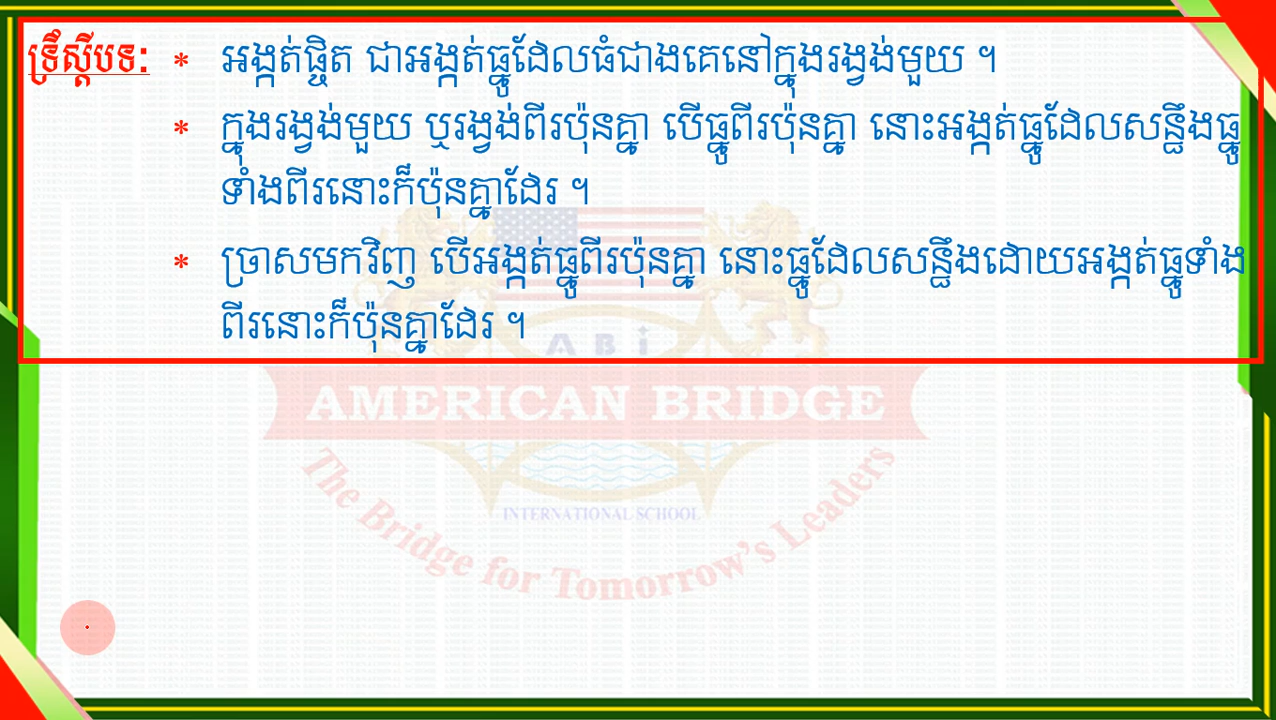 ទ្រឹស្តីបទ: * អង្កត់ផ្ចិត ជាអង្កត់ធ្នូដែលធំជាងគេនៅក្នុងរង្វង់មួយ ។
* ក្នុងរង្វង់មួយ ឬរង្វង់ពីរប៉ុនគ្នា បើធ្នូពីរប៉ុនគ្នា នោះអង្កត់ធ្នូដែលសន្ធឹងធ្នូ
ទាំងពីរនោះក៏ប៉ុនគ្នាដែរ ។
* ច្រាសមកវិញ បើអង្កត់ធ្នូពីរប៉ុនគ្នា នោះធ្នូដែលសន្ធឹងដោយអង្កត់ធ្នូទាំង
ពីរនោះក៏ប៉ុនគ្នាដែរ ។
A B i
AMERICAN BRIDGE
INTERNATIONAL SCHOOL
The Bridge for Tomorrow's Leaders